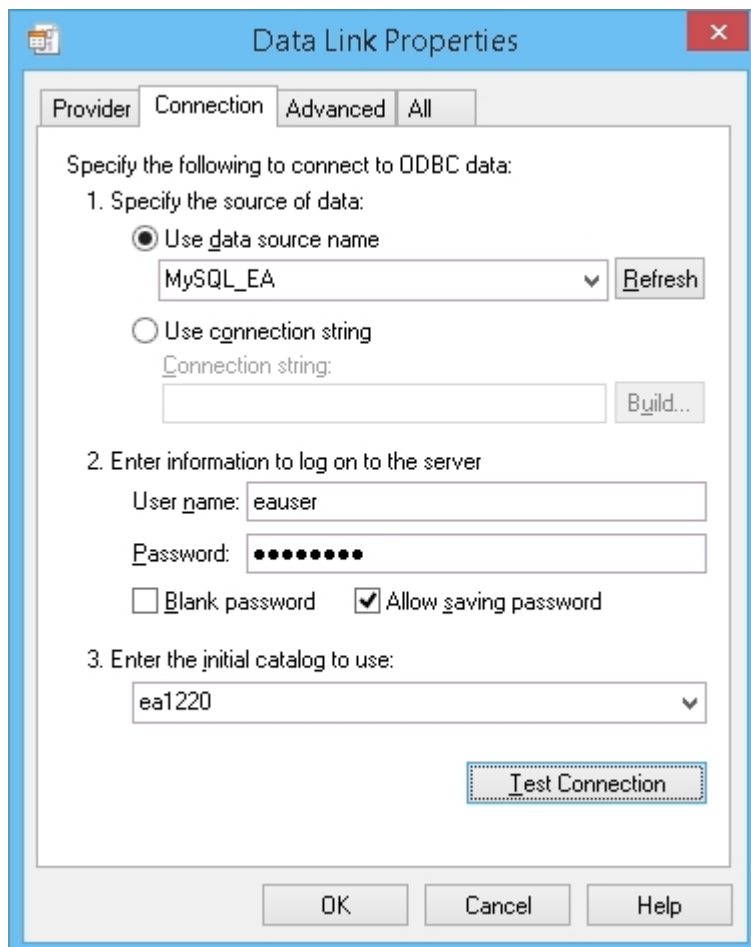 Data Link Properties
Provider Connection Advanced All
Specify the following to connect to ODBC data:
1. Specify the source of data:
Use data source name
MySQL_EA Refresh
Use connection string
Connection string:
Build...
2. Enter information to log on to the server
User name: eauser
Password: ●●●●●●●●
Blank password Allow saving password
3. Enter the initial catalog to use:
ea1220
Test Connection
OK Cancel Help